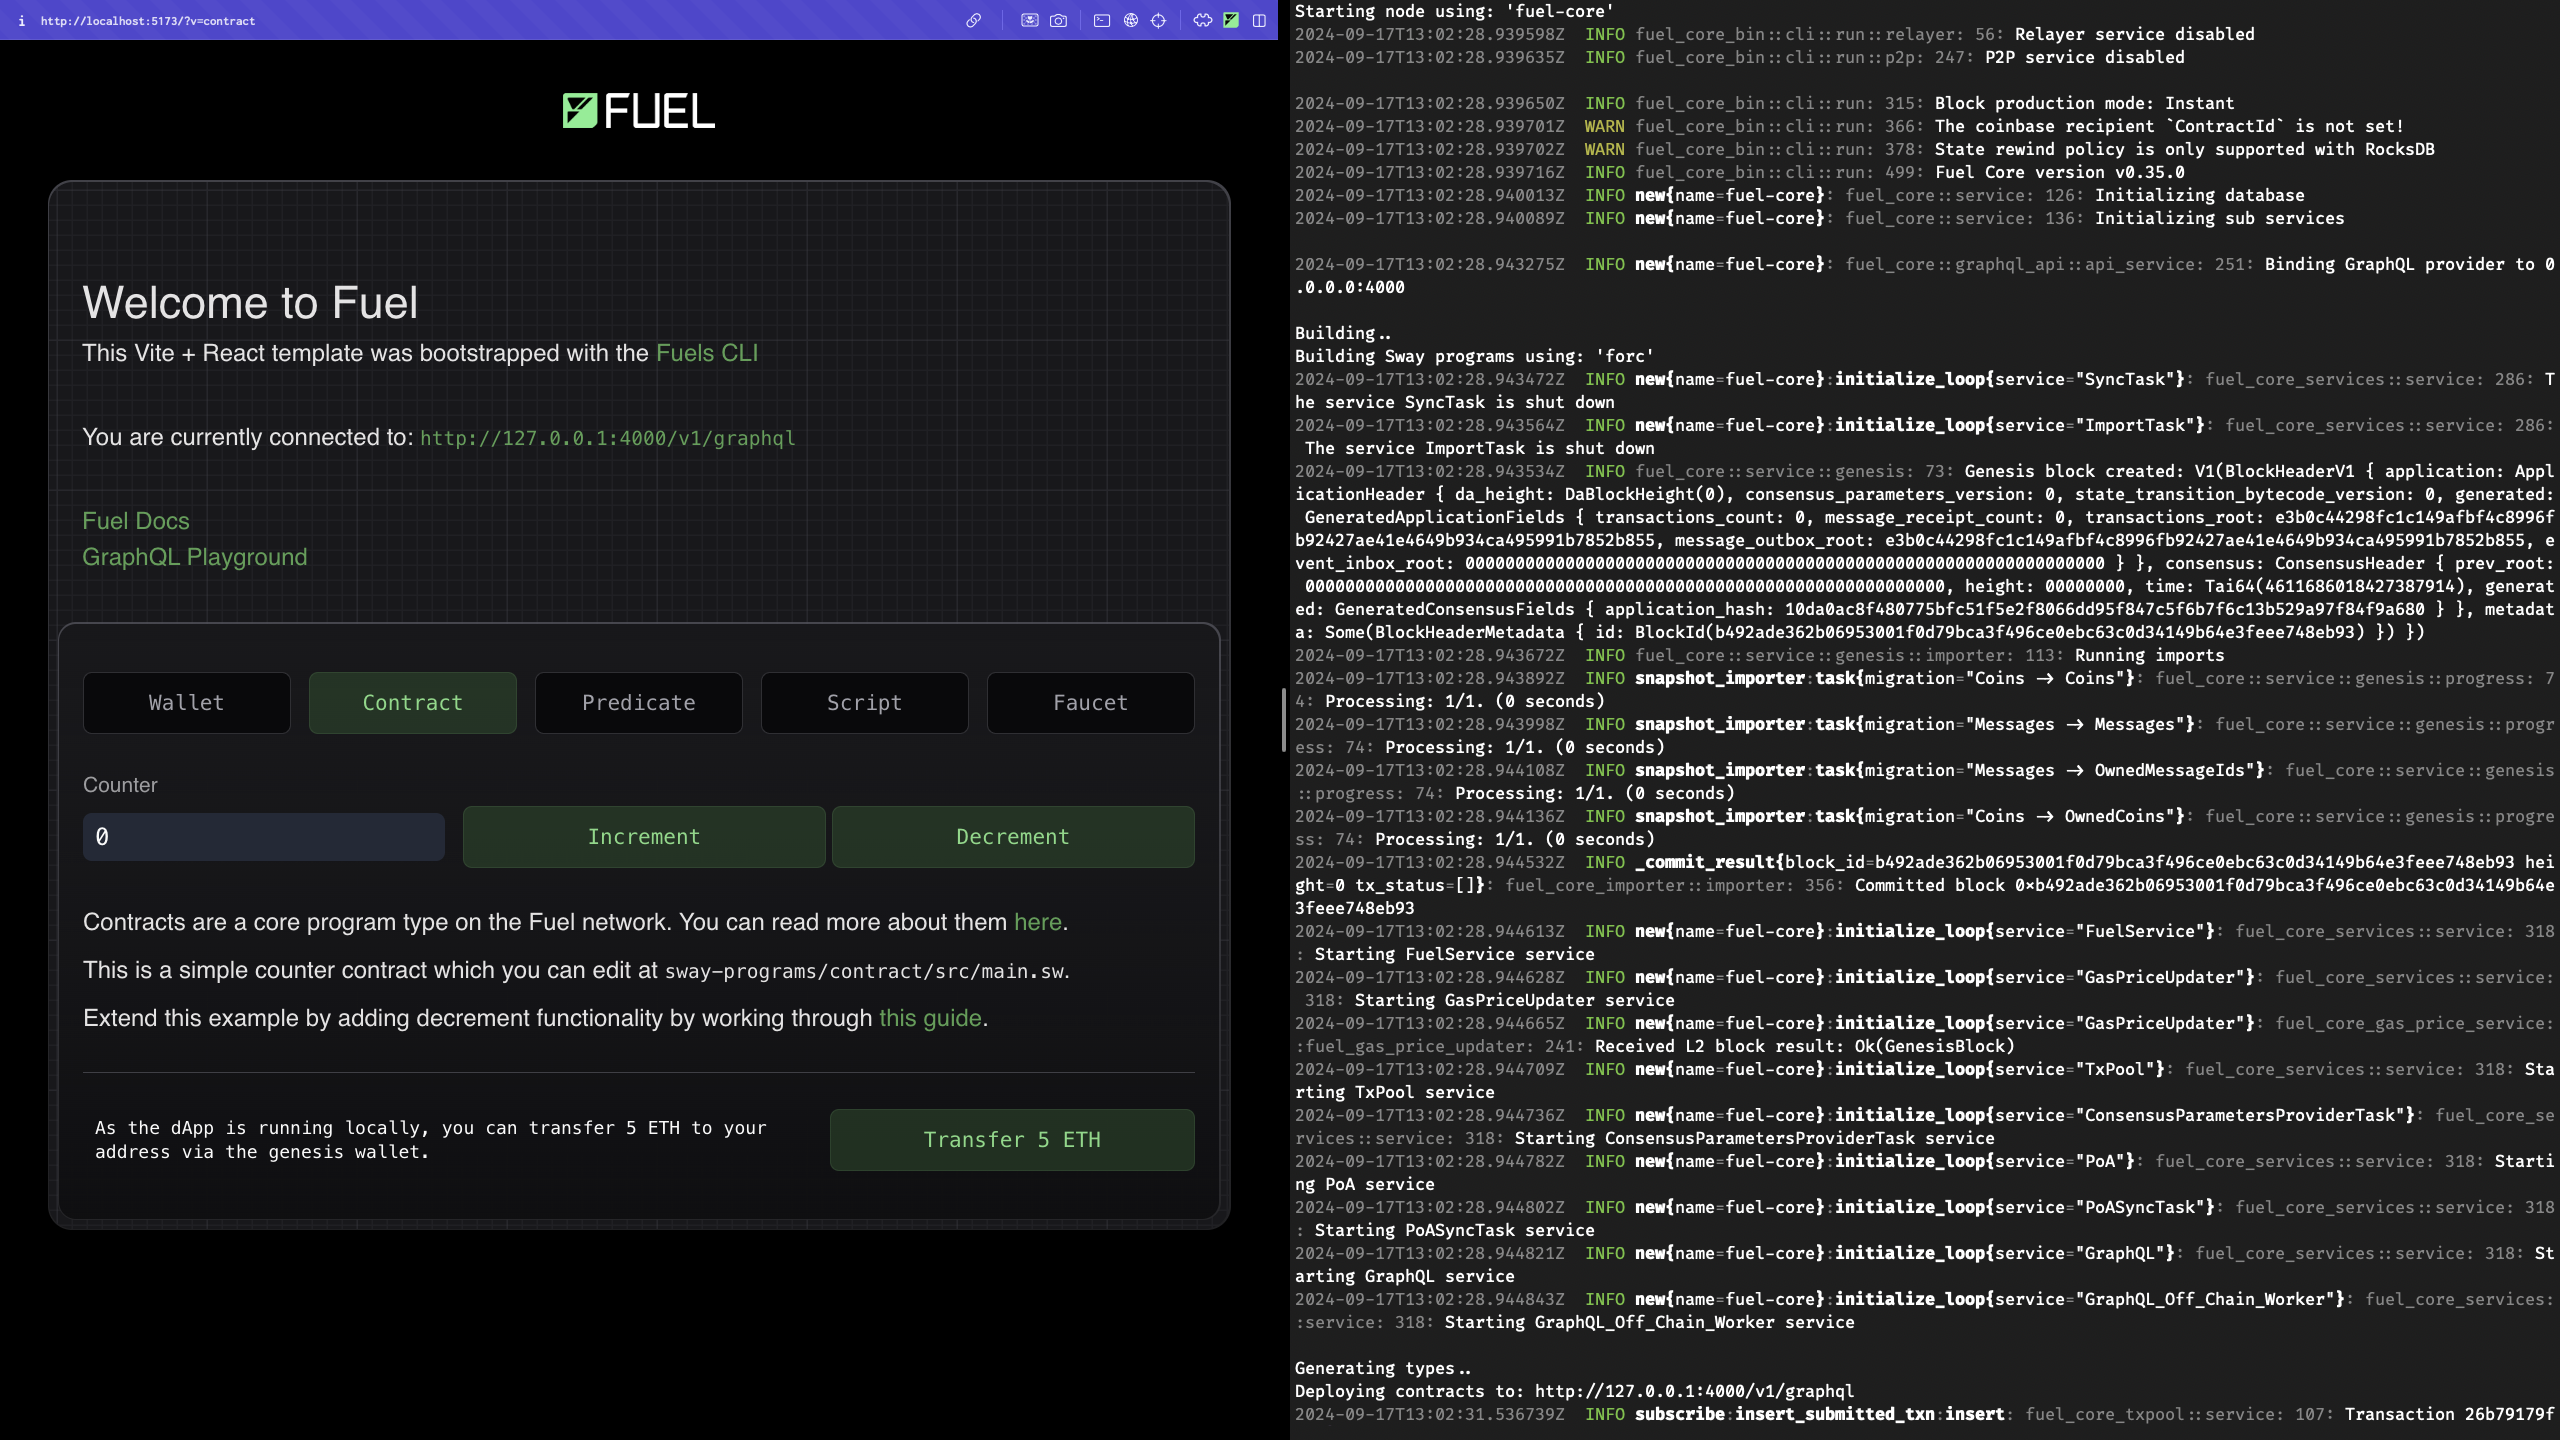 i http://localhost:5173/?v=contract
FUEL
Welcome to Fuel
This Vite + React template was bootstrapped with the Fuels CLI
You are currently connected to: http://127.0.0.1:4000/v1/graphql
Fuel Docs
GraphQL Playground
Wallet Contract Predicate Script Faucet
Counter
0 Increment Decrement
Contracts are a core program type on the Fuel network. You can read more about them here.
This is a simple counter contract which you can edit at sway-programs/contract/src/main.sw.
Extend this example by adding decrement functionality by working through this guide.
As the dApp is running locally, you can transfer 5 ETH to your
address via the genesis wallet.
Transfer 5 ETH
Starting node using: 'fuel-core'
2024-09-17T13:02:28.939598Z  INFO fuel_core_bin::cli::run::relayer: 56: Relayer service disabled
2024-09-17T13:02:28.939635Z  INFO fuel_core_bin::cli::run::p2p: 247: P2P service disabled
2024-09-17T13:02:28.939650Z  INFO fuel_core_bin::cli::run: 315: Block production mode: Instant
2024-09-17T13:02:28.939701Z  WARN fuel_core_bin::cli::run: 366: The coinbase recipient `ContractId` is not set!
2024-09-17T13:02:28.939702Z  WARN fuel_core_bin::cli::run: 378: State rewind policy is only supported with RocksDB
2024-09-17T13:02:28.939716Z  INFO fuel_core_bin::cli::run: 499: Fuel Core version v0.35.0
2024-09-17T13:02:28.940013Z  INFO new{name=fuel-core}: fuel_core::service: 126: Initializing database
2024-09-17T13:02:28.940089Z  INFO new{name=fuel-core}: fuel_core::service: 136: Initializing sub services
2024-09-17T13:02:28.943275Z  INFO new{name=fuel-core}: fuel_core::graphql_api::api_service: 251: Binding GraphQL provider to 0
.0.0.0:4000
Building..
Building Sway programs using: 'forc'
2024-09-17T13:02:28.943472Z  INFO new{name=fuel-core}:initialize_loop{service="SyncTask"}: fuel_core_services::service: 286: T
he service SyncTask is shut down
2024-09-17T13:02:28.943564Z  INFO new{name=fuel-core}:initialize_loop{service="ImportTask"}: fuel_core_services::service: 286:
The service ImportTask is shut down
2024-09-17T13:02:28.943534Z  INFO fuel_core::service::genesis: 73: Genesis block created: V1(BlockHeaderV1 { application: Appl
icationHeader { da_height: DaBlockHeight(0), consensus_parameters_version: 0, state_transition_bytecode_version: 0, generated:
GeneratedApplicationFields { transactions_count: 0, message_receipt_count: 0, transactions_root: e3b0c44298fc1c149afbf4c8996f
b92427ae41e4649b934ca495991b7852b855, message_outbox_root: e3b0c44298fc1c149afbf4c8996fb92427ae41e4649b934ca495991b7852b855, e
vent_inbox_root: 0000000000000000000000000000000000000000000000000000000000000000 } }, consensus: ConsensusHeader { prev_root:
0000000000000000000000000000000000000000000000000000000000000000, height: 00000000, time: Tai64(4611686018427387914), generat
ed: GeneratedConsensusFields { application_hash: 10da0ac8f480775bfc51f5e2f8066dd95f847c5f6b7f6c13b529a97f84f9a680 } }, metadat
a: Some(BlockHeaderMetadata { id: BlockId(b492ade362b06953001f0d79bca3f496ce0ebc63c0d34149b64e3feee748eb93) }) })
2024-09-17T13:02:28.943672Z  INFO fuel_core::service::genesis::importer: 113: Running imports
2024-09-17T13:02:28.943892Z  INFO snapshot_importer:task{migration="Coins -> Coins"}: fuel_core::service::genesis::progress: 7
4: Processing: 1/1. (0 seconds)
2024-09-17T13:02:28.943998Z  INFO snapshot_importer:task{migration="Messages -> Messages"}: fuel_core::service::genesis::progr
ess: 74: Processing: 1/1. (0 seconds)
2024-09-17T13:02:28.944108Z  INFO snapshot_importer:task{migration="Messages -> OwnedMessageIds"}: fuel_core::service::genesis
::progress: 74: Processing: 1/1. (0 seconds)
2024-09-17T13:02:28.944136Z  INFO snapshot_importer:task{migration="Coins -> OwnedCoins"}: fuel_core::service::genesis::progre
ss: 74: Processing: 1/1. (0 seconds)
2024-09-17T13:02:28.944532Z  INFO _commit_result{block_id=b492ade362b06953001f0d79bca3f496ce0ebc63c0d34149b64e3feee748eb93 hei
ght=0 tx_status=[]}: fuel_core_importer::importer: 356: Committed block 0xb492ade362b06953001f0d79bca3f496ce0ebc63c0d34149b64e
3feee748eb93
2024-09-17T13:02:28.944613Z  INFO new{name=fuel-core}:initialize_loop{service="FuelService"}: fuel_core_services::service: 318
: Starting FuelService service
2024-09-17T13:02:28.944628Z  INFO new{name=fuel-core}:initialize_loop{service="GasPriceUpdater"}: fuel_core_services::service:
318: Starting GasPriceUpdater service
2024-09-17T13:02:28.944665Z  INFO new{name=fuel-core}:initialize_loop{service="GasPriceUpdater"}: fuel_core_gas_price_service:
:fuel_gas_price_updater: 241: Received L2 block result: Ok(GenesisBlock)
2024-09-17T13:02:28.944709Z  INFO new{name=fuel-core}:initialize_loop{service="TxPool"}: fuel_core_services::service: 318: Sta
rting TxPool service
2024-09-17T13:02:28.944736Z  INFO new{name=fuel-core}:initialize_loop{service="ConsensusParametersProviderTask"}: fuel_core_se
rvices::service: 318: Starting ConsensusParametersProviderTask service
2024-09-17T13:02:28.944782Z  INFO new{name=fuel-core}:initialize_loop{service="PoA"}: fuel_core_services::service: 318: Starti
ng PoA service
2024-09-17T13:02:28.944802Z  INFO new{name=fuel-core}:initialize_loop{service="PoASyncTask"}: fuel_core_services::service: 318
: Starting PoASyncTask service
2024-09-17T13:02:28.944821Z  INFO new{name=fuel-core}:initialize_loop{service="GraphQL"}: fuel_core_services::service: 318: St
arting GraphQL service
2024-09-17T13:02:28.944843Z  INFO new{name=fuel-core}:initialize_loop{service="GraphQL_Off_Chain_Worker"}: fuel_core_services:
:service: 318: Starting GraphQL_Off_Chain_Worker service
Generating types..
Deploying contracts to: http://127.0.0.1:4000/v1/graphql
2024-09-17T13:02:31.536739Z  INFO subscribe:insert_submitted_txn:insert: fuel_core_txpool::service: 107: Transaction 26b79179f